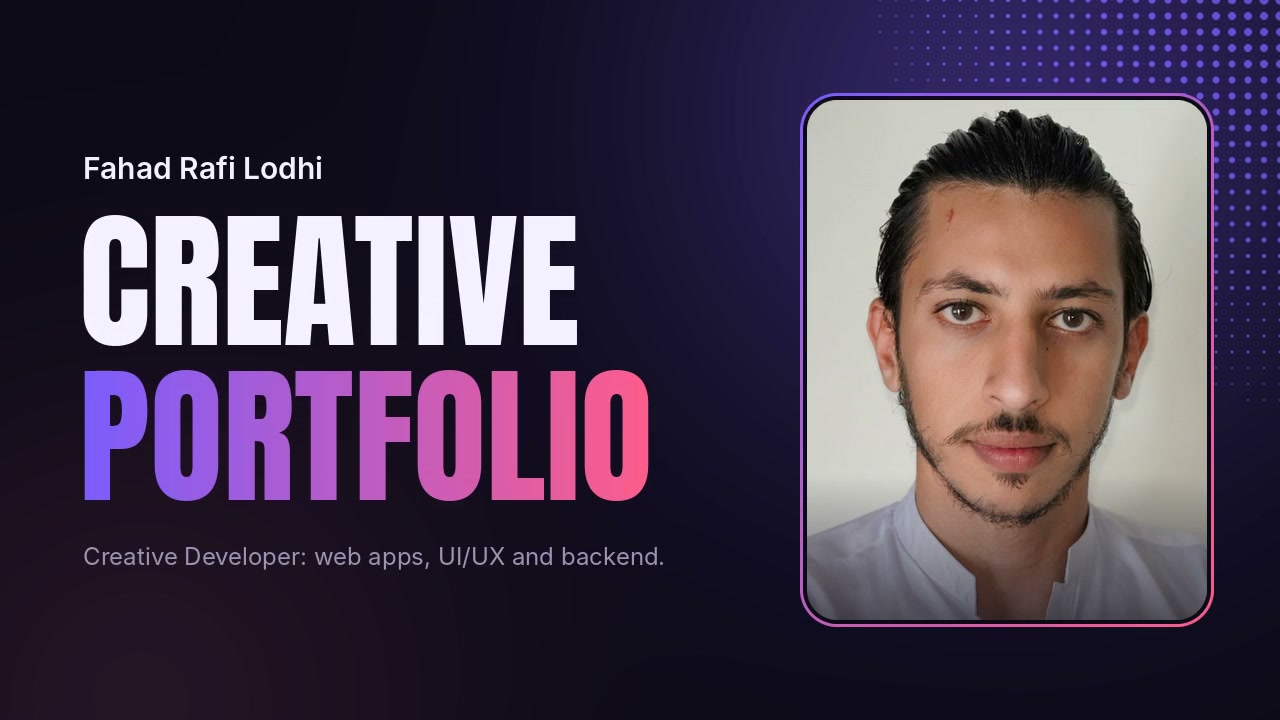 Fahad Rafi Lodhi
CREATIVE
PORTFOLIO
Creative Developer: web apps, UI/UX and backend.